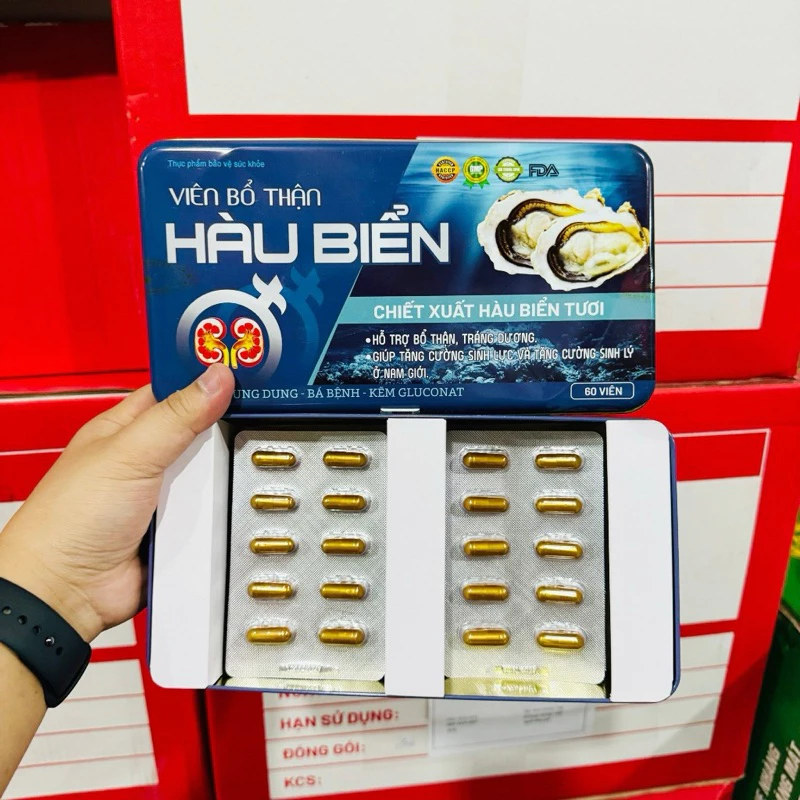 Thực phẩm bảo vệ sức khỏe
HACCP
GMP
FDA
VIÊN BỔ THẬN
HÀU BIỂN
CHIẾT XUẤT HÀU BIỂN TƯƠI
•HỖ TRỢ BỔ THẬN, TRÁNG DƯƠNG.
•GIÚP TĂNG CƯỜNG SINH LỰC VÀ TĂNG CƯỜNG SINH LÝ
Ở NAM GIỚI.
DUNG - BÁ BỆNH - KẼM GLUCONAT
60 VIÊN
HẠN SỬ DỤNG:
ĐÓNG GÓI:
KCS: